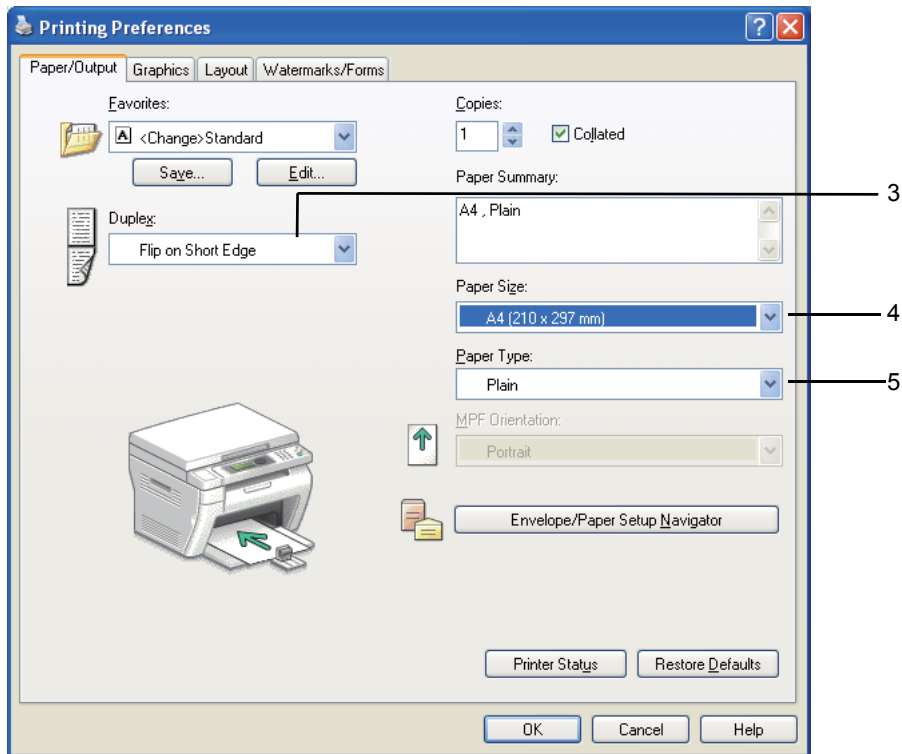 Printing Preferences
Paper/Output Graphics Layout Watermarks/Forms
Favorites:
A <Change>Standard
Save... Edit...
Duplex:
Flip on Short Edge
Copies:
1 Collated
Paper Summary:
A4 , Plain
3
Paper Size:
A4 (210 x 297 mm)
4
Paper Type:
Plain
5
MPF Orientation:
Portrait
Envelope/Paper Setup Navigator
Printer Status Restore Defaults
OK Cancel Help